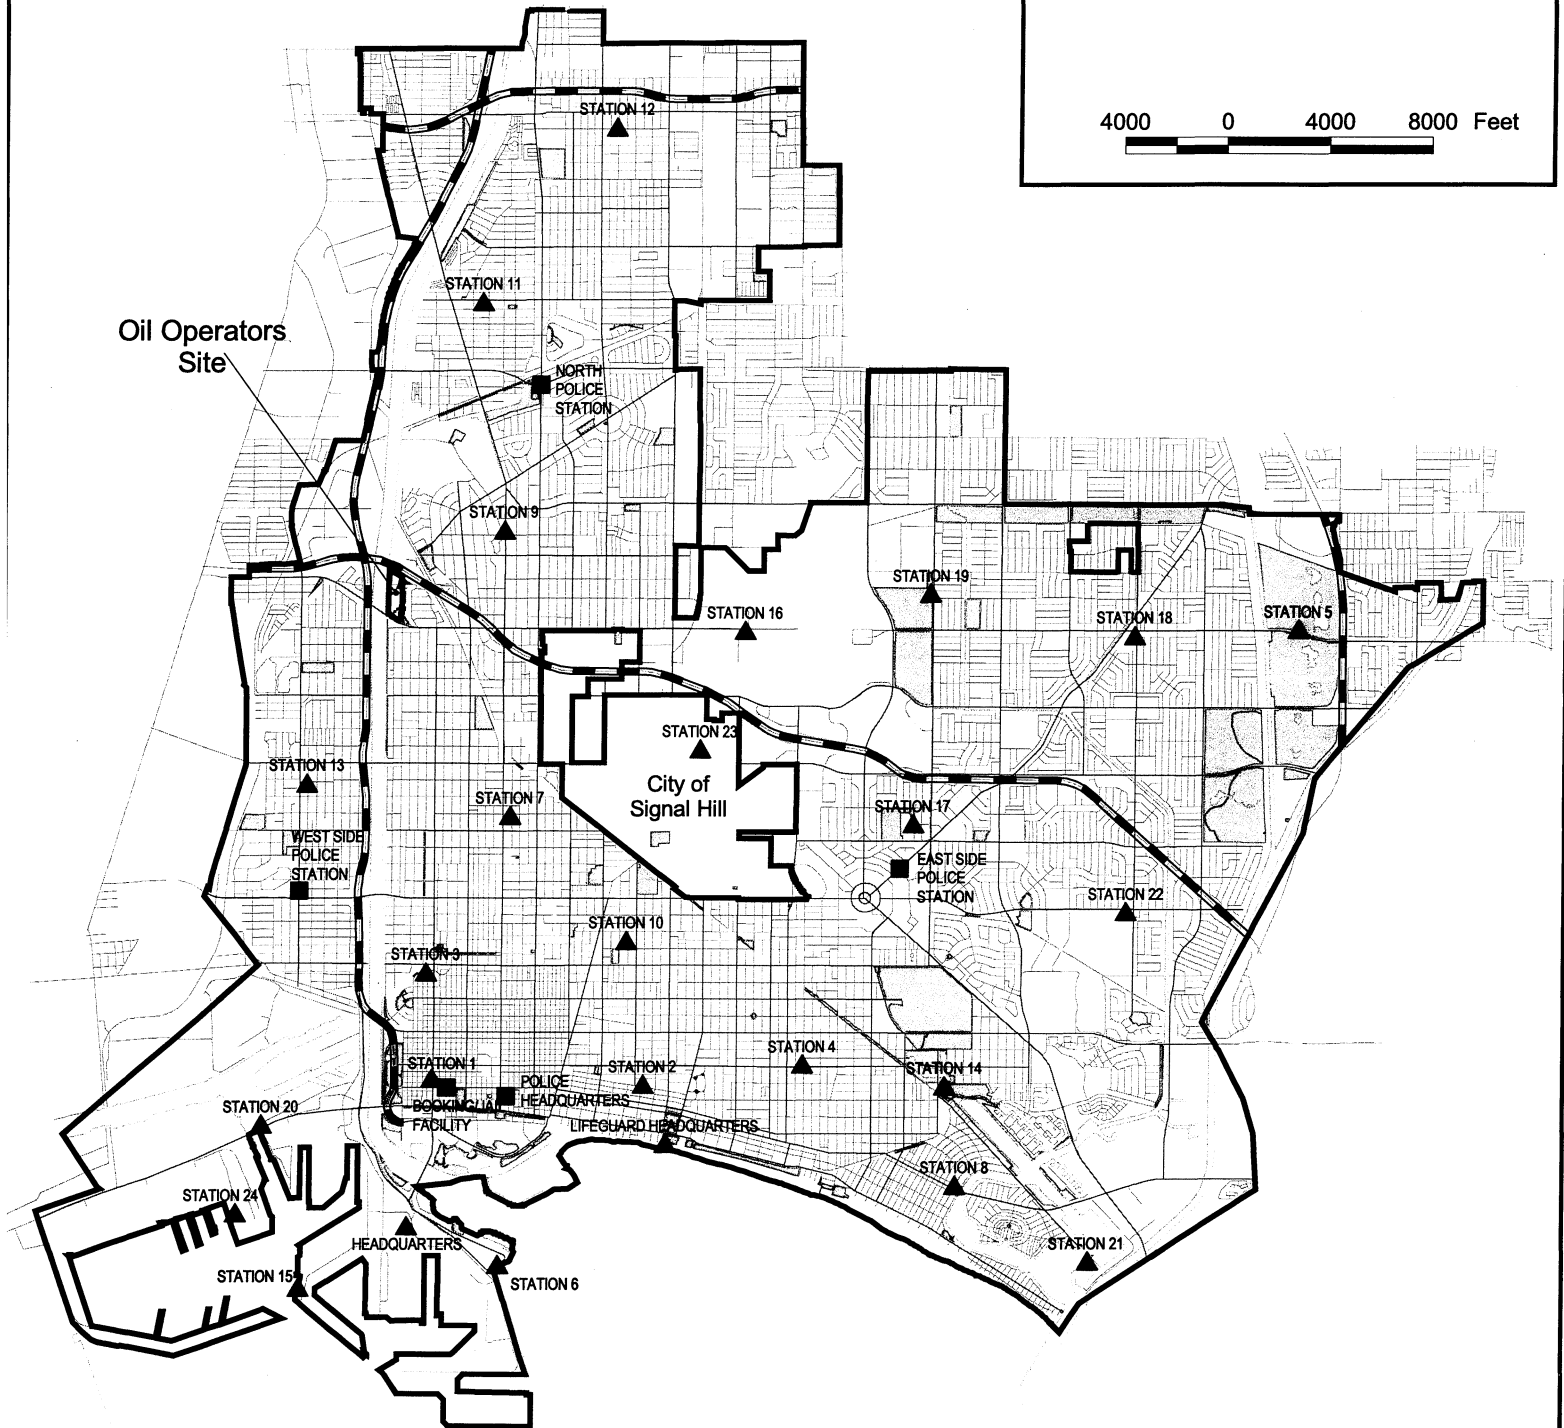 4000 0 4000 8000 Feet
STATION 12
STATION 11
Oil Operators
Site
NORTH
POLICE
STATION
STATION 9
STATION 19
STATION 16
STATION 18
STATION 5
STATION 23
STATION 13
City of
Signal Hill
STATION 7
STATION 17
WEST SIDE
POLICE
STATION
EAST SIDE
POLICE
STATION
STATION 22
STATION 10
STATION 3
STATION 4
STATION 1
STATION 2
STATION 14
POLICE
HEADQUARTERS
FACILITY
STATION 20
LIFEGUARD HEADQUARTERS
STATION 8
STATION 24
HEADQUARTERS
STATION 21
STATION 15
STATION 6